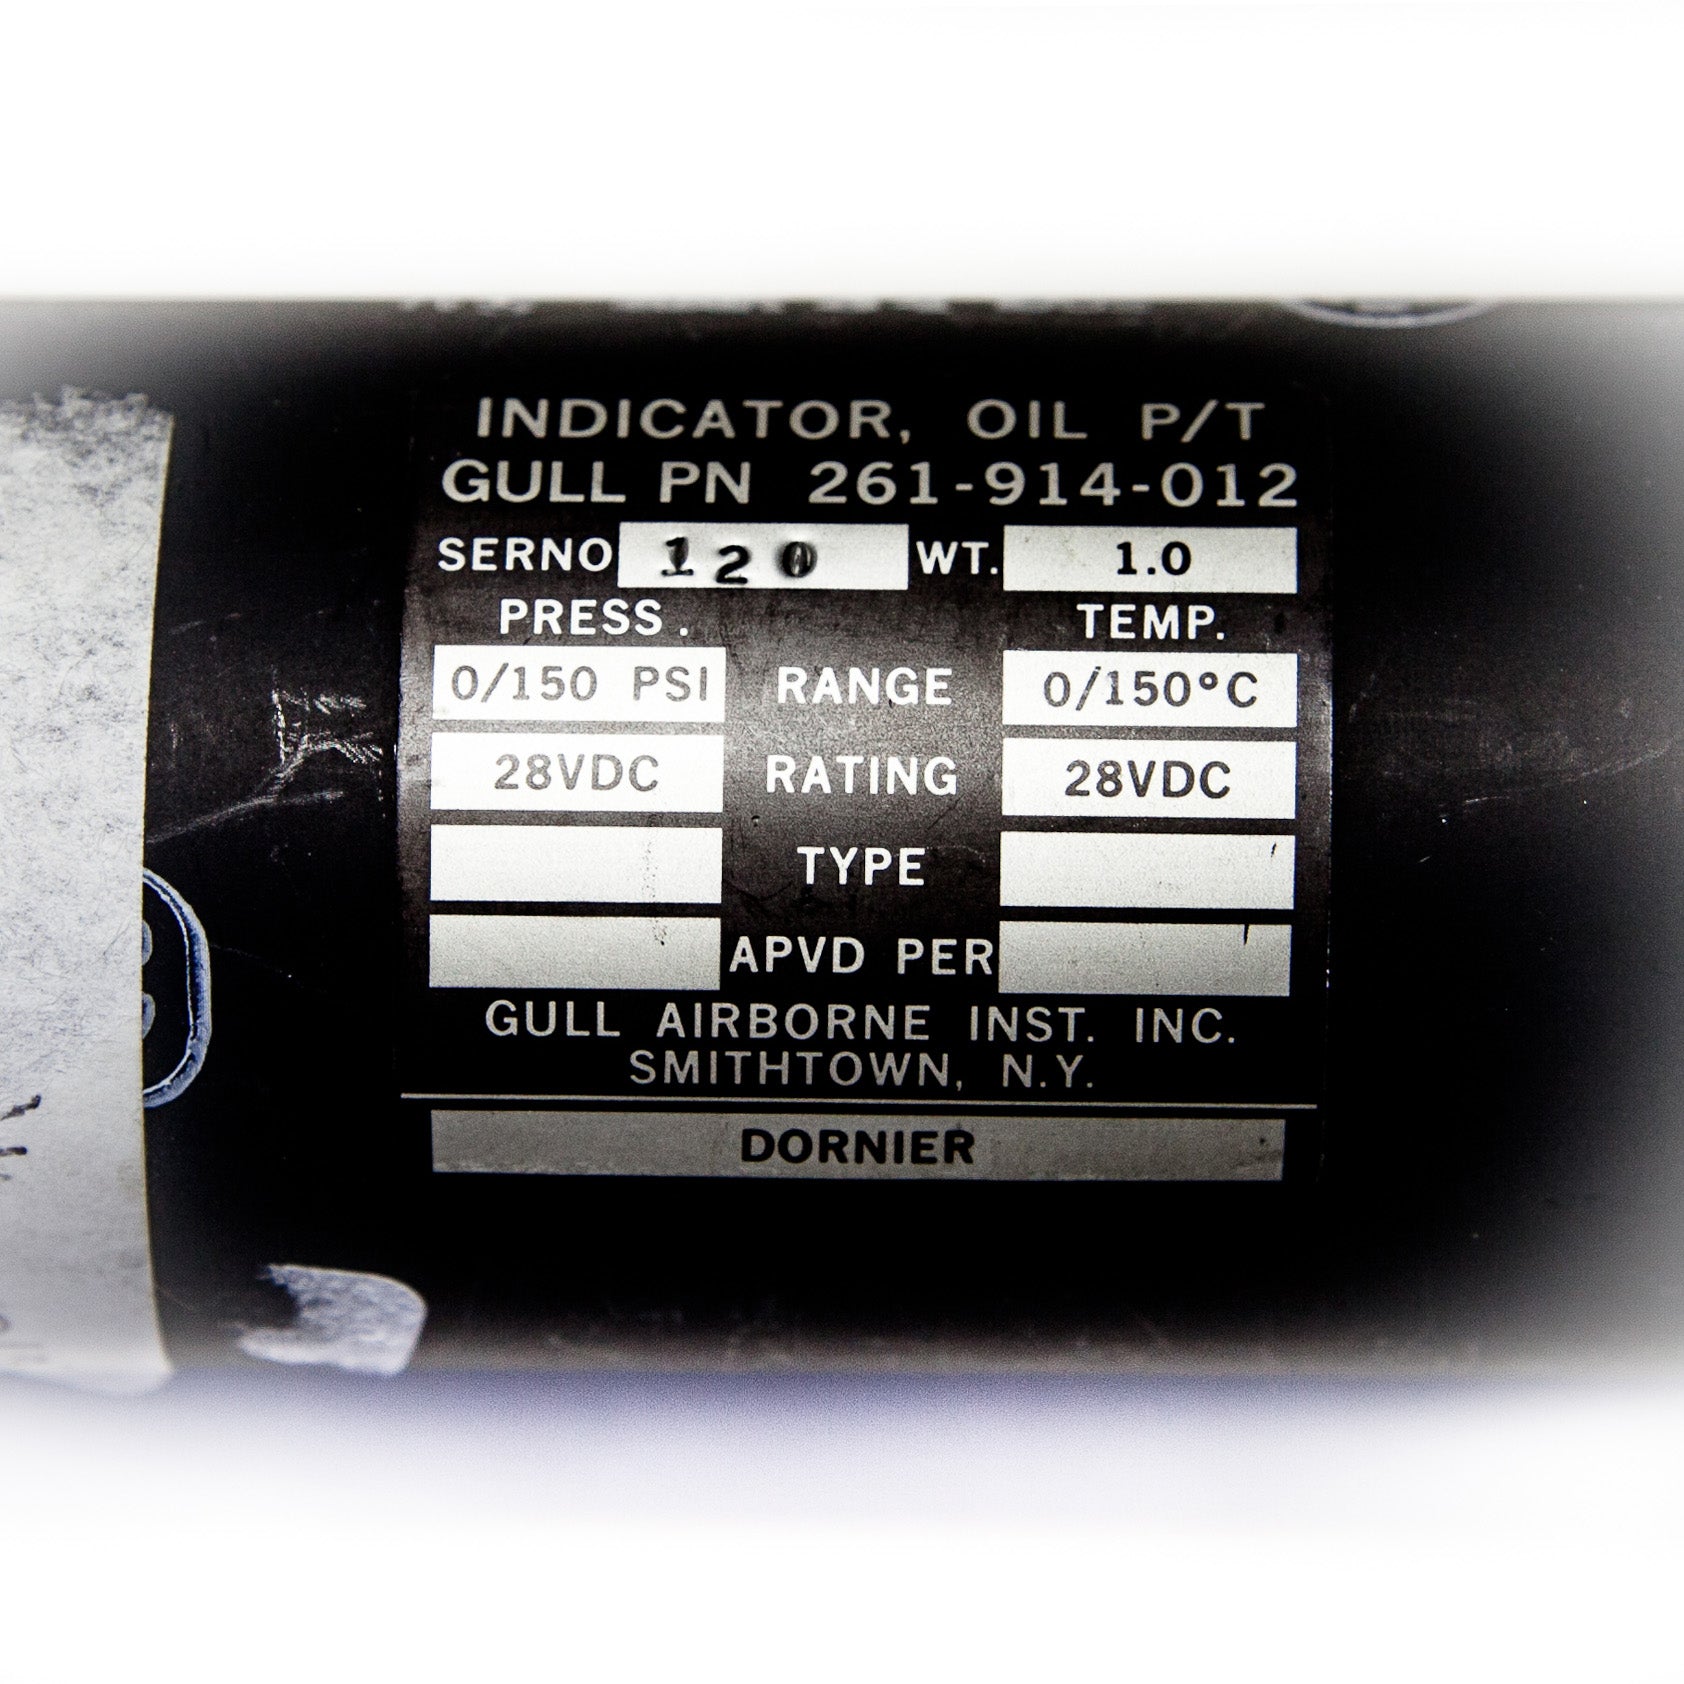 INDICATOR, OIL P/T
GULL PN 261-914-012
SERNO 120 WT. 1.0
PRESS. TEMP.
0/150 PSI RANGE 0/150°C
28VDC RATING 28VDC
TYPE
APVD PER
GULL AIRBORNE INST. INC.
SMITHTOWN, N.Y.
DORNIER